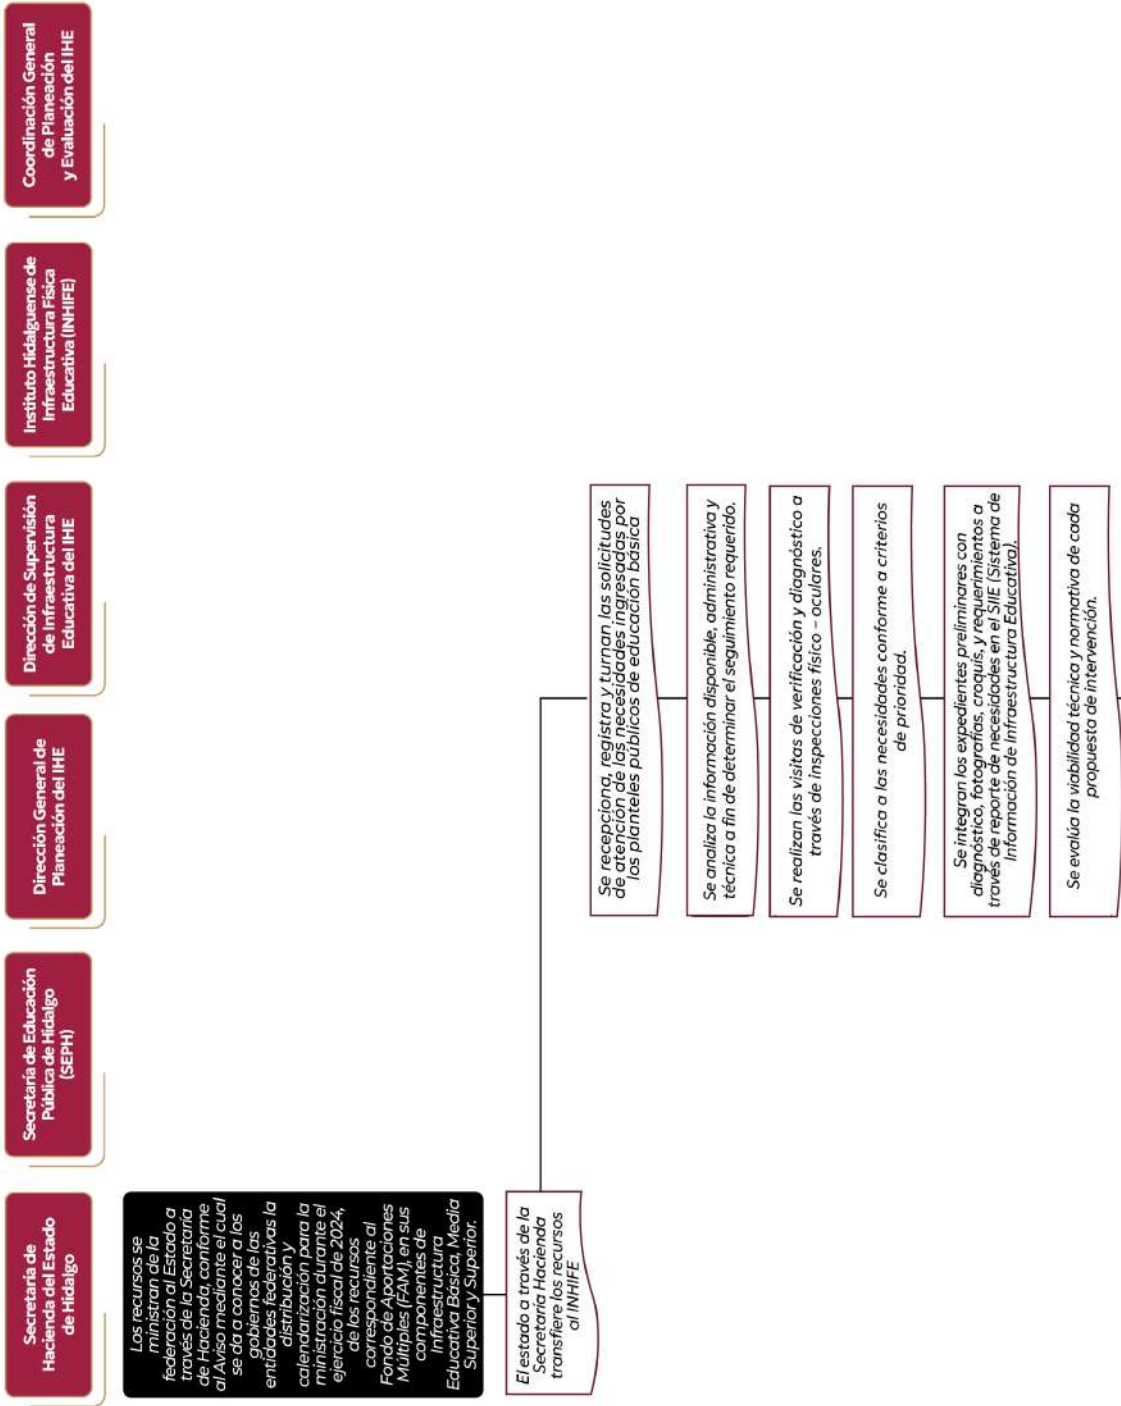 Secretaría de
Hacienda del Estado
de Hidalgo
Secretaría de Educación
Pública de Hidalgo
(SEPH)
Dirección General de
Planeación del IHE
Dirección de Supervisión
de Infraestructura
Educativa del IHE
Instituto Hidalguense de
Infraestructura Física
Educativa (INHIFE)
Coordinación General
de Planeación
y Evaluación del IHE
Los recursos se
ministran de la
federación al Estado a
través de la Secretaría
de Hacienda, conforme
al Aviso mediante el cual
se da a conocer a los
gobiernos de las
entidades federativas la
distribución y
calendarización para la
ministración durante el
ejercicio fiscal de 2024,
de los recursos
correspondiente al
Fondo de Aportaciones
Múltiples (FAM), en sus
componentes de
Infraestructura
Educativa Básica, Media
Superior y Superior.
El estado a través de la
Secretaría Hacienda
transfiere los recursos
al INHIFE
Se recepciona, registra y turnan las solicitudes
de atención de las necesidades ingresadas por
los planteles públicos de educación básica
Se analiza la información disponible, administrativa y
técnica a fin de determinar el seguimiento requerido.
Se realizan las visitas de verificación y diagnóstico a
través de inspecciones físico – oculares.
Se clasifica a las necesidades conforme a criterios
de prioridad.
Se integran los expedientes preliminares con
diagnóstico, fotografías, croquis, y requerimientos a
través de reporte de necesidades en el SIIE (Sistema de
Información de Infraestructura Educativa).
Se evalúa la viabilidad técnica y normativa de cada
propuesta de intervención.